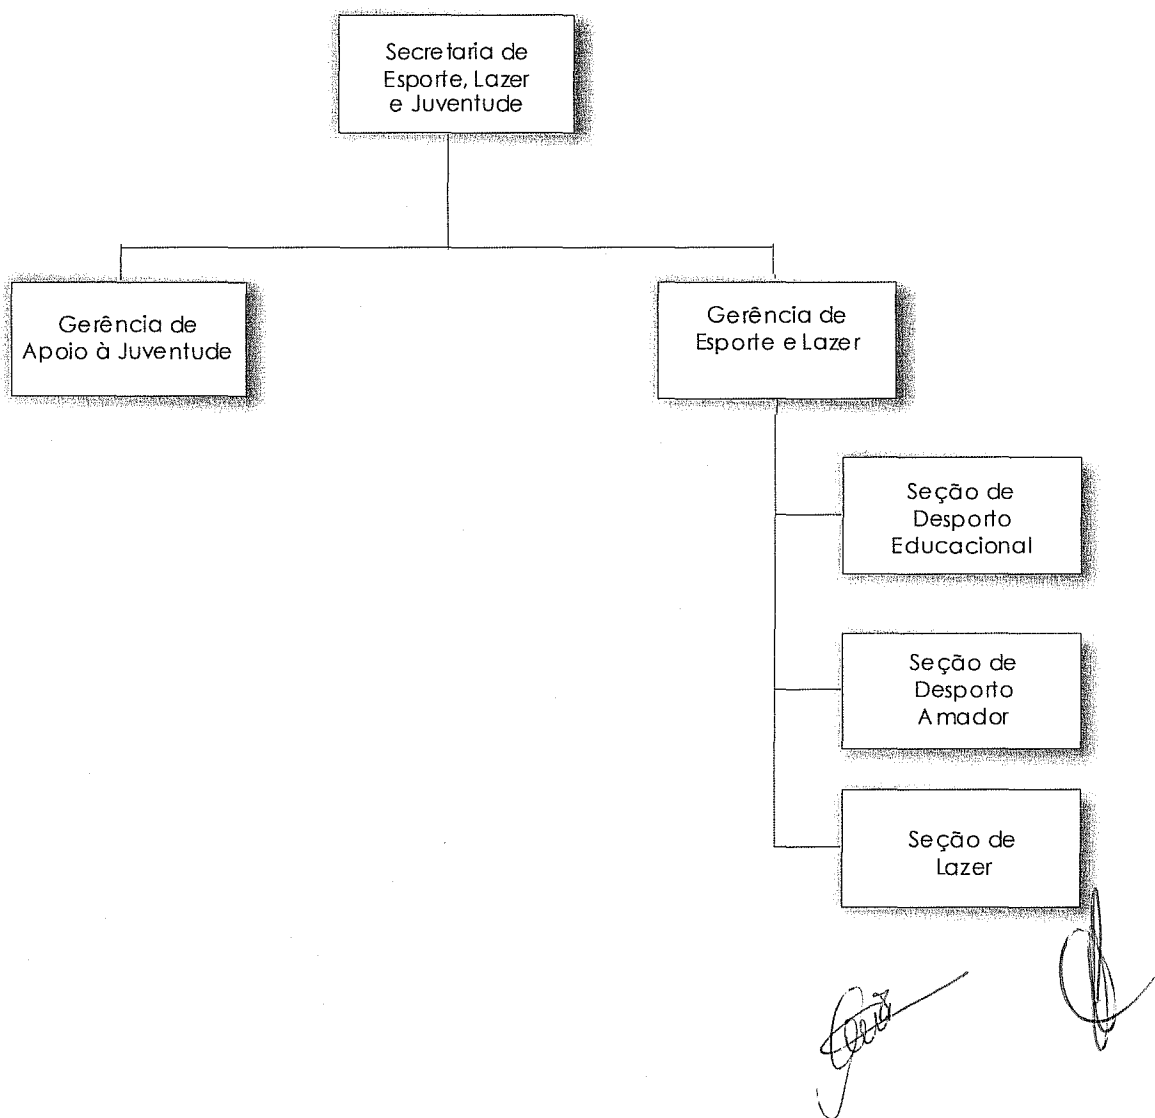 Secretaria de
Esporte, Lazer
e Juventude
Gerência de
Apoio à Juventude
Gerência de
Esporte e Lazer
Seção de
Desporto
Educacional
Seção de
Desporto
Amador
Seção de
Lazer